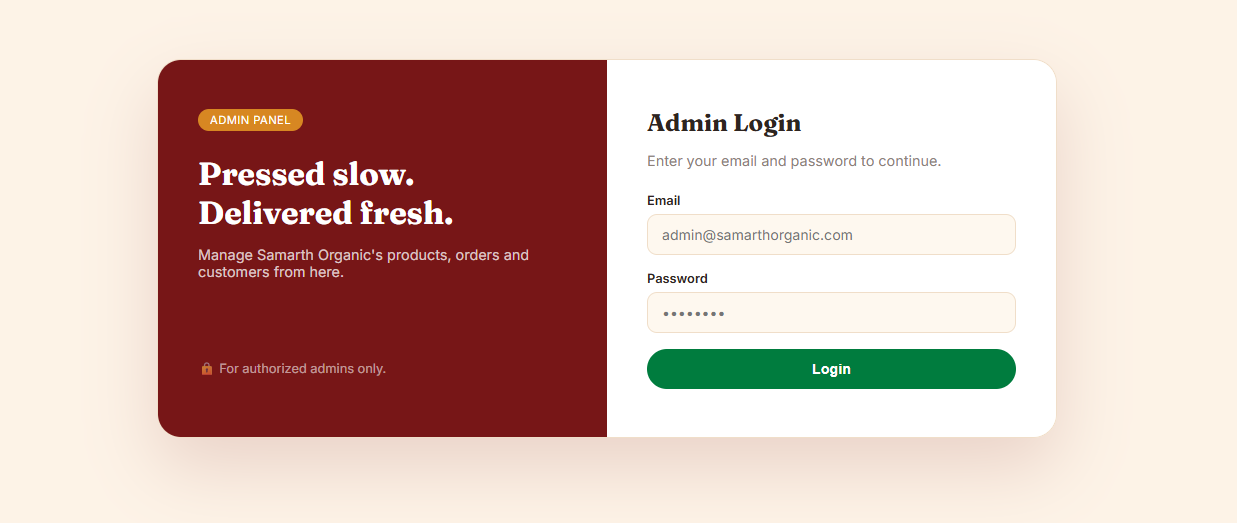 ADMIN PANEL
Pressed slow.
Delivered fresh.
Manage Samarth Organic's products, orders and
customers from here.
🔒 For authorized admins only.
Admin Login
Enter your email and password to continue.
Email
admin@samarthorganic.com
Password
••••••••
Login